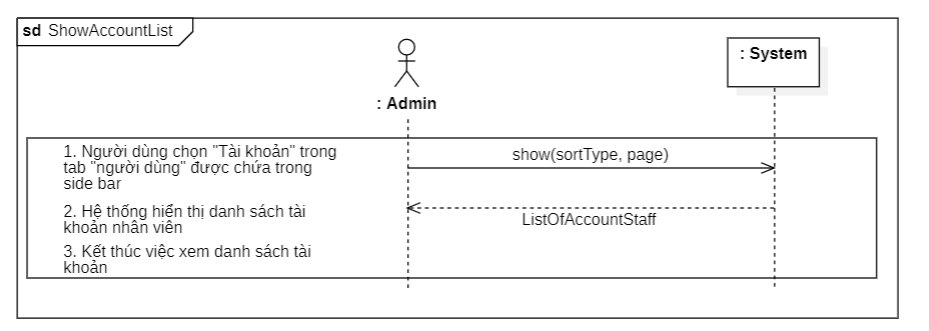 sd ShowAccountList
: Admin
: System
1. Người dùng chọn "Tài khoản" trong
tab "người dùng" được chứa trong
side bar
show(sortType, page)
2. Hệ thống hiển thị danh sách tài
khoản nhân viên
ListOfAccountStaff
3. Kết thúc việc xem danh sách tài
khoản